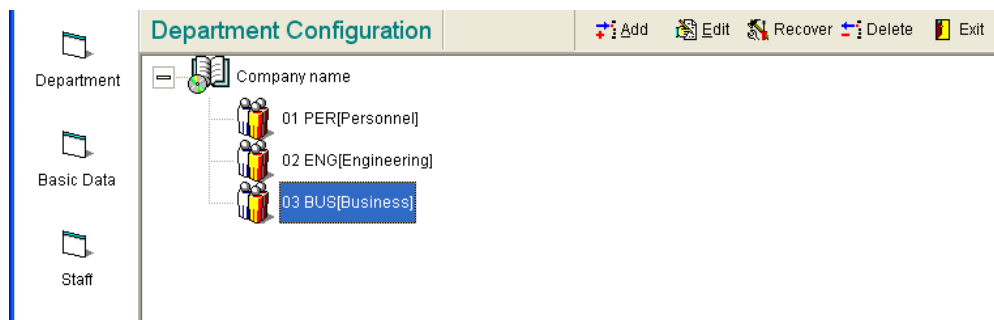 Department Configuration
Add Edit Recover Delete Exit
Department
Basic Data
Staff
Company name
01 PER[Personnel]
02 ENG[Engineering]
03 BUS[Business]